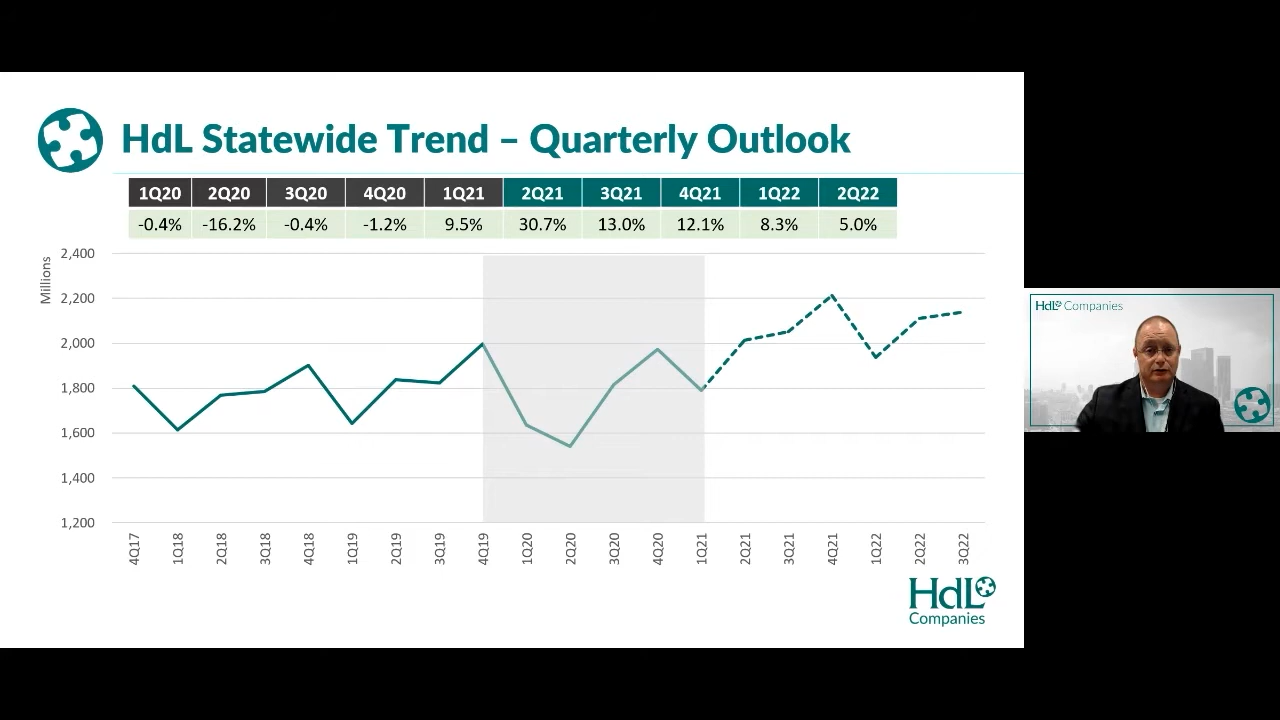 HdL Statewide Trend – Quarterly Outlook
1Q20 2Q20 3Q20 4Q20 1Q21 2Q21 3Q21 4Q21 1Q22 2Q22
-0.4% -16.2% -0.4% -1.2% 9.5% 30.7% 13.0% 12.1% 8.3% 5.0%
Millions
2,400
2,200
2,000
1,800
1,600
1,400
1,200
4Q17 1Q18 2Q18 3Q18 4Q18 1Q19 2Q19 3Q19 4Q19 1Q20 2Q20 3Q20 4Q20 1Q21 2Q21 3Q21 4Q21 1Q22 2Q22 3Q22
HdL
Companies
HdL Companies